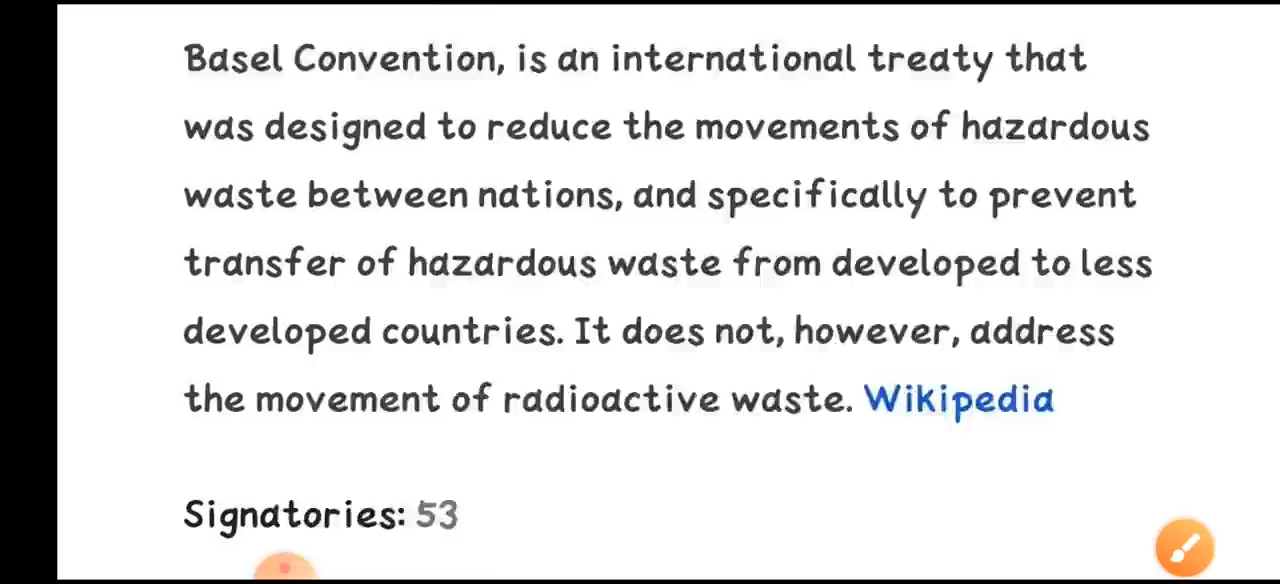 Basel Convention, is an international treaty that
was designed to reduce the movements of hazardous
waste between nations, and specifically to prevent
transfer of hazardous waste from developed to less
developed countries. It does not, however, address
the movement of radioactive waste. Wikipedia
Signatories: 53